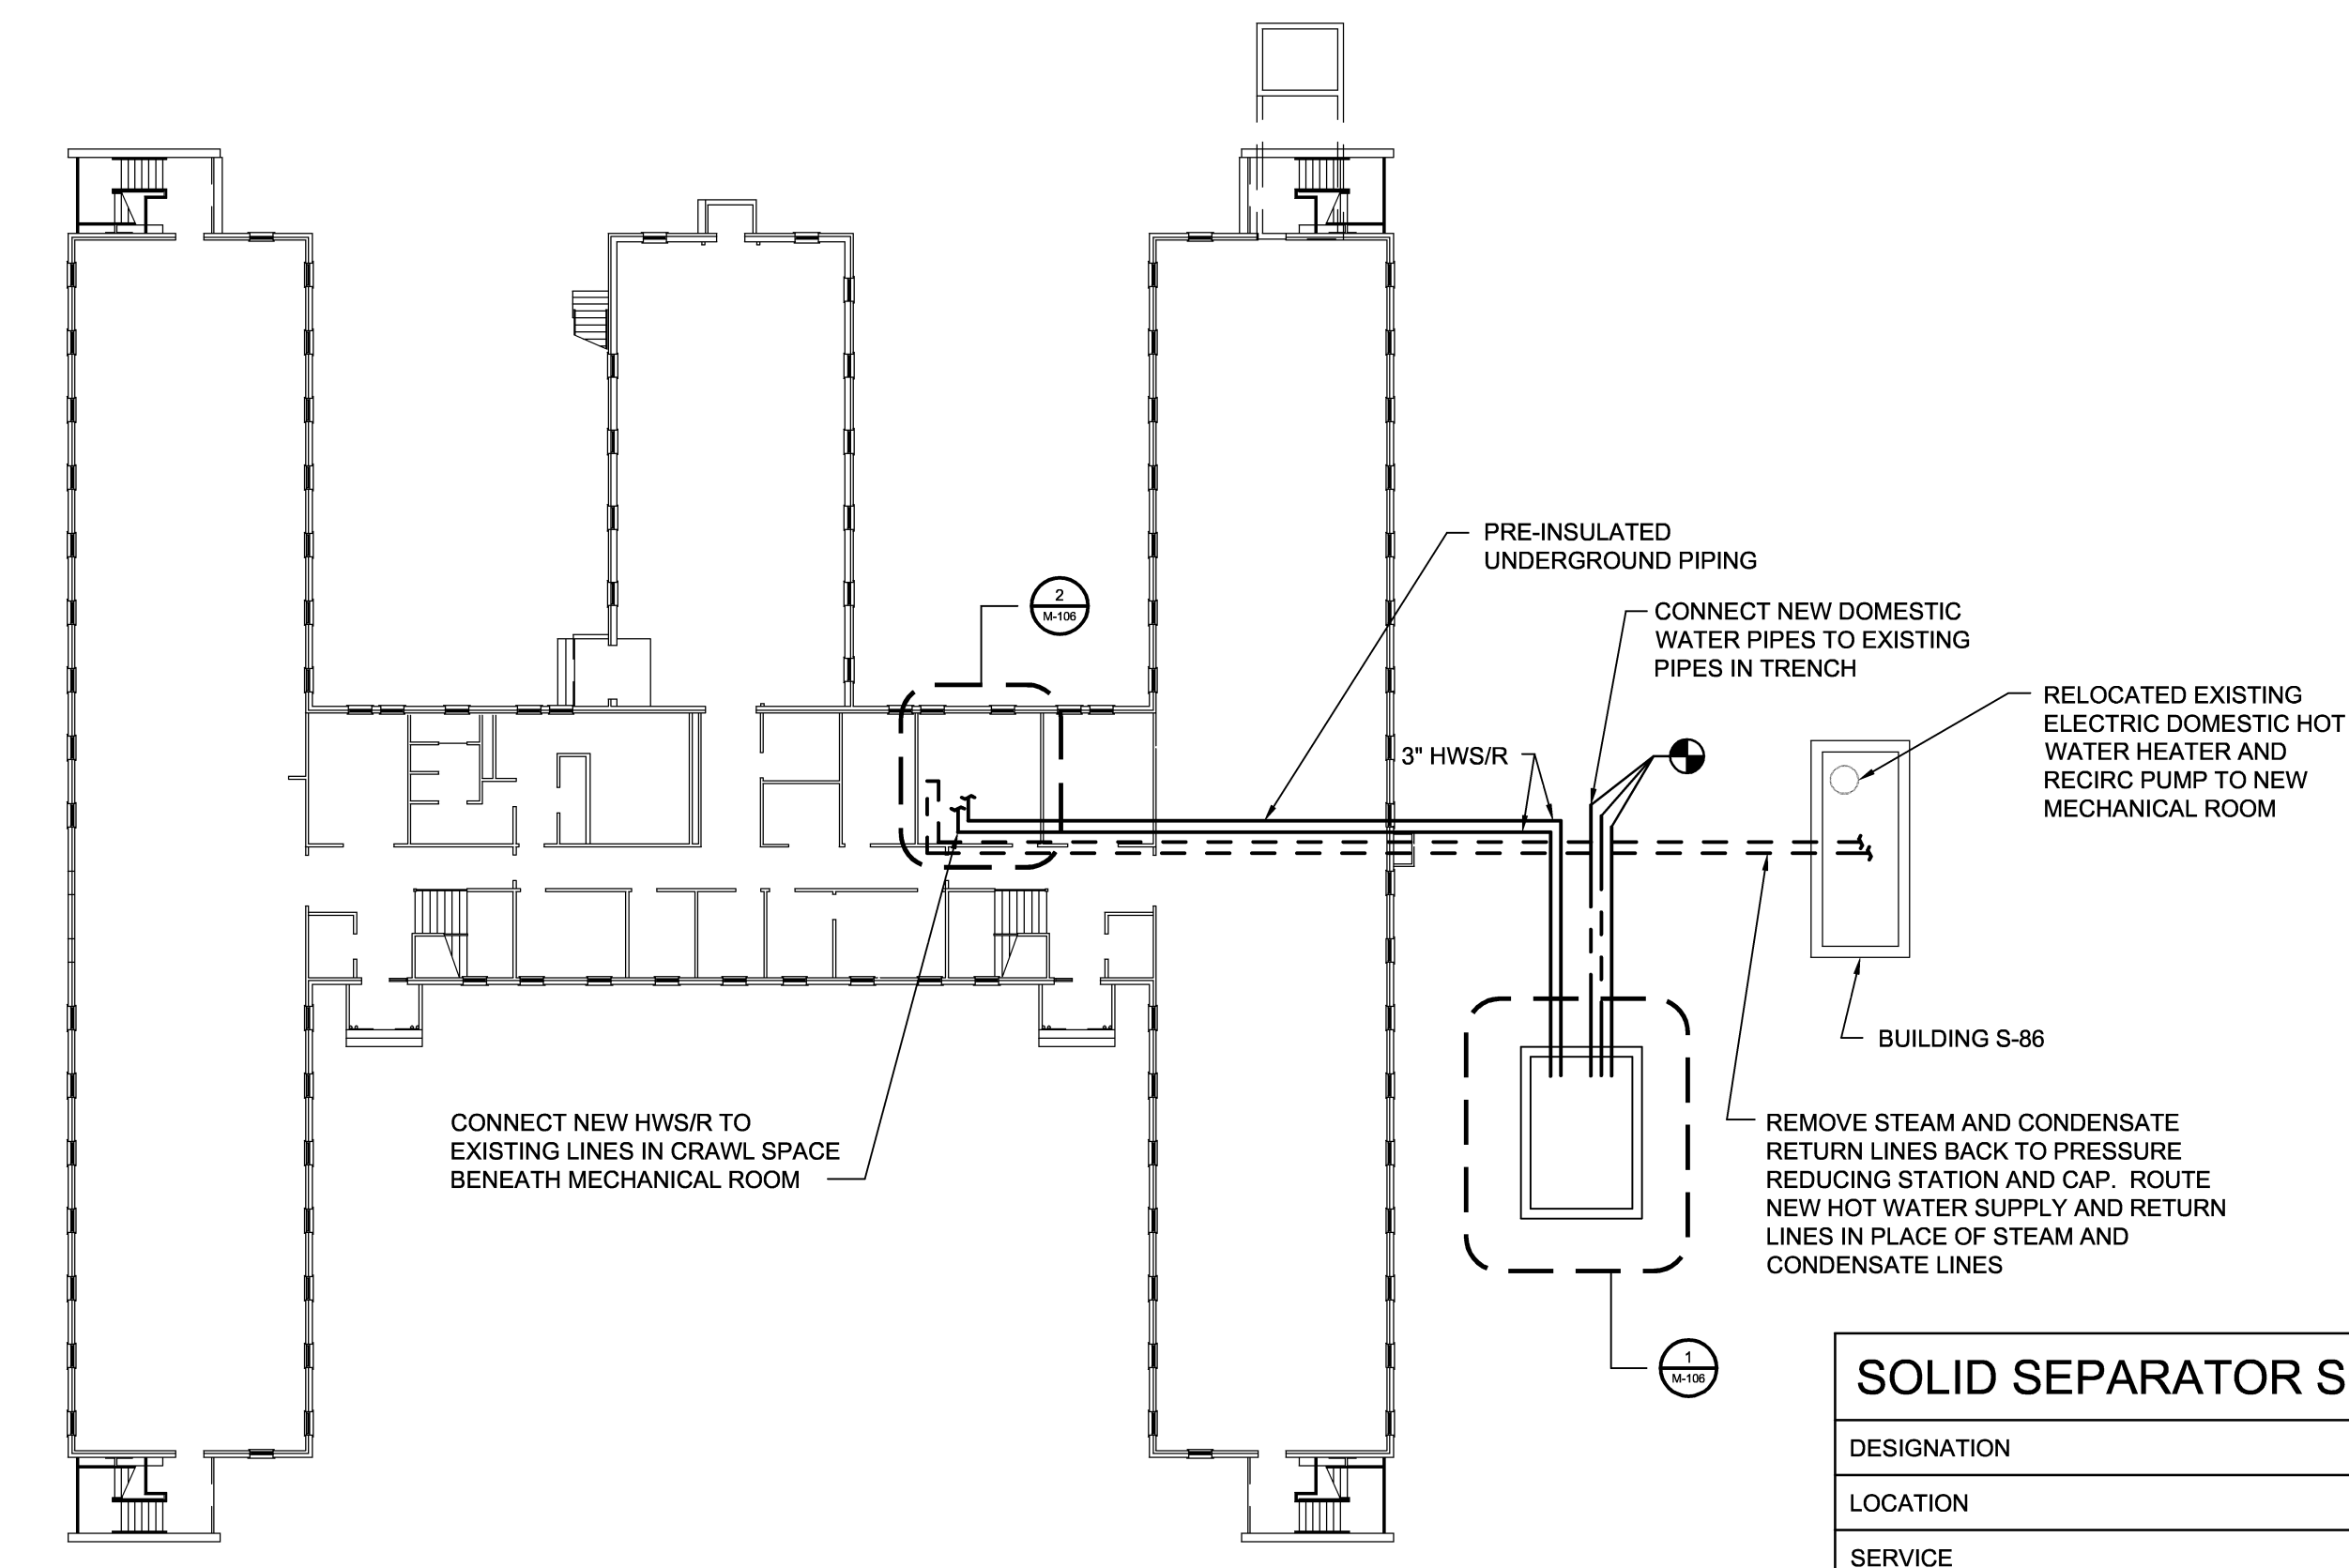 PRE-INSULATED
UNDERGROUND PIPING
2
M-106
CONNECT NEW DOMESTIC
WATER PIPES TO EXISTING
PIPES IN TRENCH
RELOCATED EXISTING
ELECTRIC DOMESTIC HOT
WATER HEATER AND
RECIRC PUMP TO NEW
MECHANICAL ROOM
3" HWS/R
BUILDING S-86
CONNECT NEW HWS/R TO
EXISTING LINES IN CRAWL SPACE
BENEATH MECHANICAL ROOM
REMOVE STEAM AND CONDENSATE
RETURN LINES BACK TO PRESSURE
REDUCING STATION AND CAP. ROUTE
NEW HOT WATER SUPPLY AND RETURN
LINES IN PLACE OF STEAM AND
CONDENSATE LINES
1
M-106
SOLID SEPARATOR S
DESIGNATION
LOCATION
SERVICE